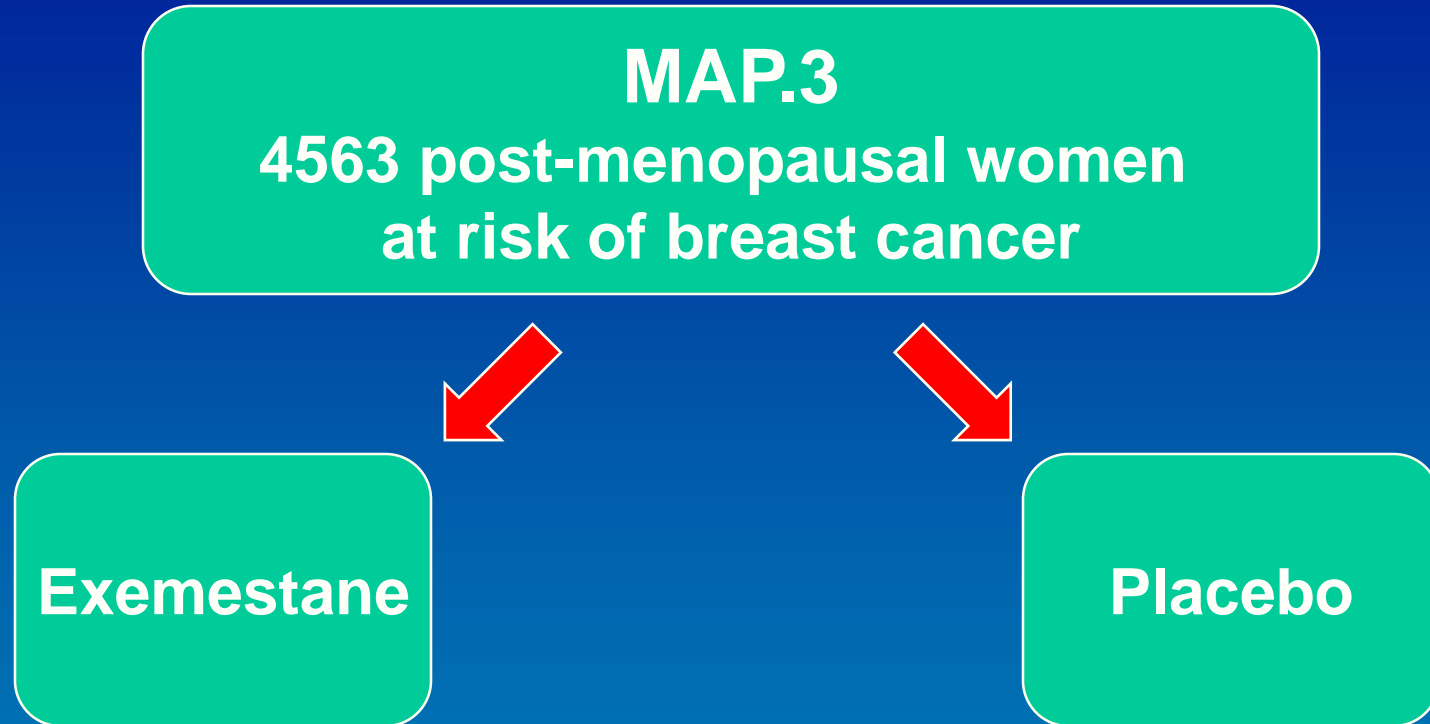 MAP.3
4563 post-menopausal women
at risk of breast cancer
Exemestane
Placebo